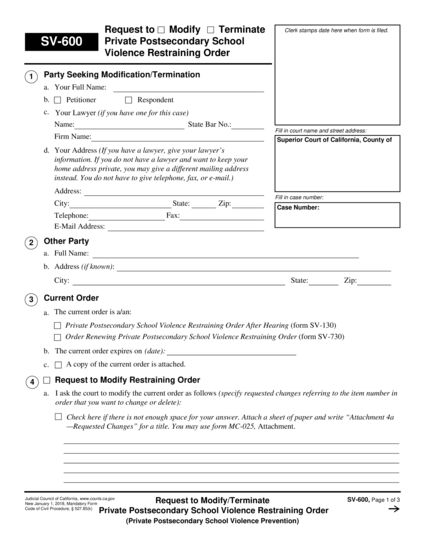 SV-600
Request to Modify Terminate
Private Postsecondary School
Violence Restraining Order
Clerk stamps date here when form is filed.
1 Party Seeking Modification/Termination
a. Your Full Name:
b. Petitioner Respondent
c. Your Lawyer (if you have one for this case)
Name: State Bar No.:
Firm Name:
Fill in court name and street address:
Superior Court of California, County of
d. Your Address (If you have a lawyer, give your lawyer's
information. If you do not have a lawyer and want to keep your
home address private, you may give a different mailing address
instead. You do not have to give telephone, fax, or e-mail.)
Address:
City: State: Zip:
Telephone: Fax:
E-Mail Address:
Fill in case number:
Case Number:
2 Other Party
a. Full Name:
b. Address (if known):
City: State: Zip:
3 Current Order
a. The current order is a/an:
Private Postsecondary School Violence Restraining Order After Hearing (form SV-130)
Order Renewing Private Postsecondary School Violence Restraining Order (form SV-730)
b. The current order expires on (date):
c. A copy of the current order is attached.
4 Request to Modify Restraining Order
a. I ask the court to modify the current order as follows (specify requested changes referring to the item number in
order that you want to change or delete):
Check here if there is not enough space for your answer. Attach a sheet of paper and write "Attachment 4a
—Requested Changes" for a title. You may use form MC-025, Attachment.
Judicial Council of California, www.courts.ca.gov
New January 1, 2018, Mandatory Form
Code of Civil Procedure, § 527.85(k)
Request to Modify/Terminate
Private Postsecondary School Violence Restraining Order
(Private Postsecondary School Violence Prevention)
SV-600, Page 1 of 3